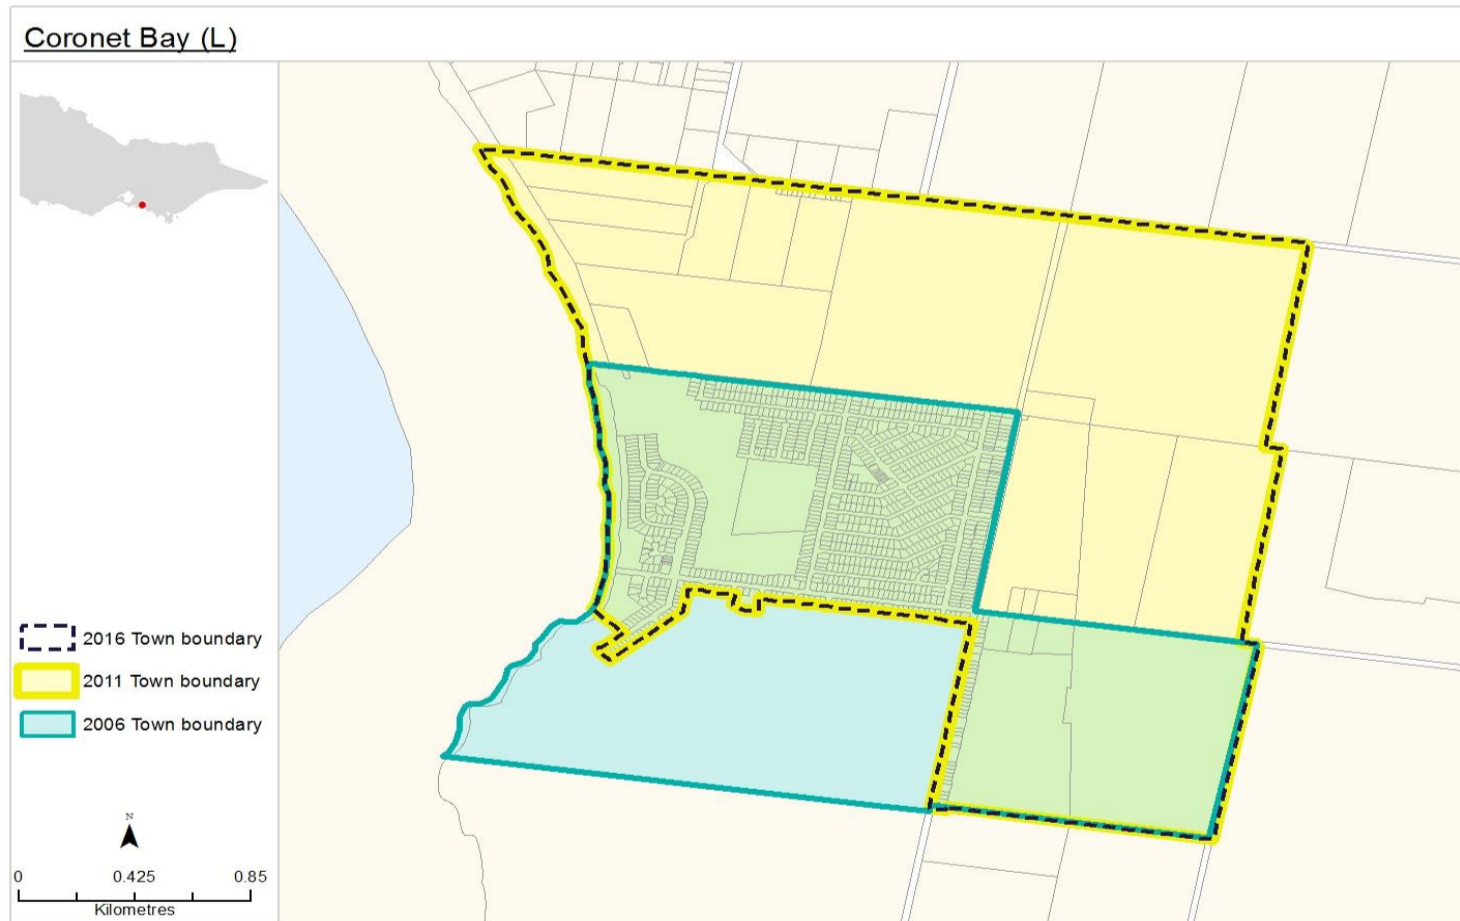 Coronet Bay (L)
2016 Town boundary
2011 Town boundary
2006 Town boundary
N
0 0.425 0.85
Kilometres